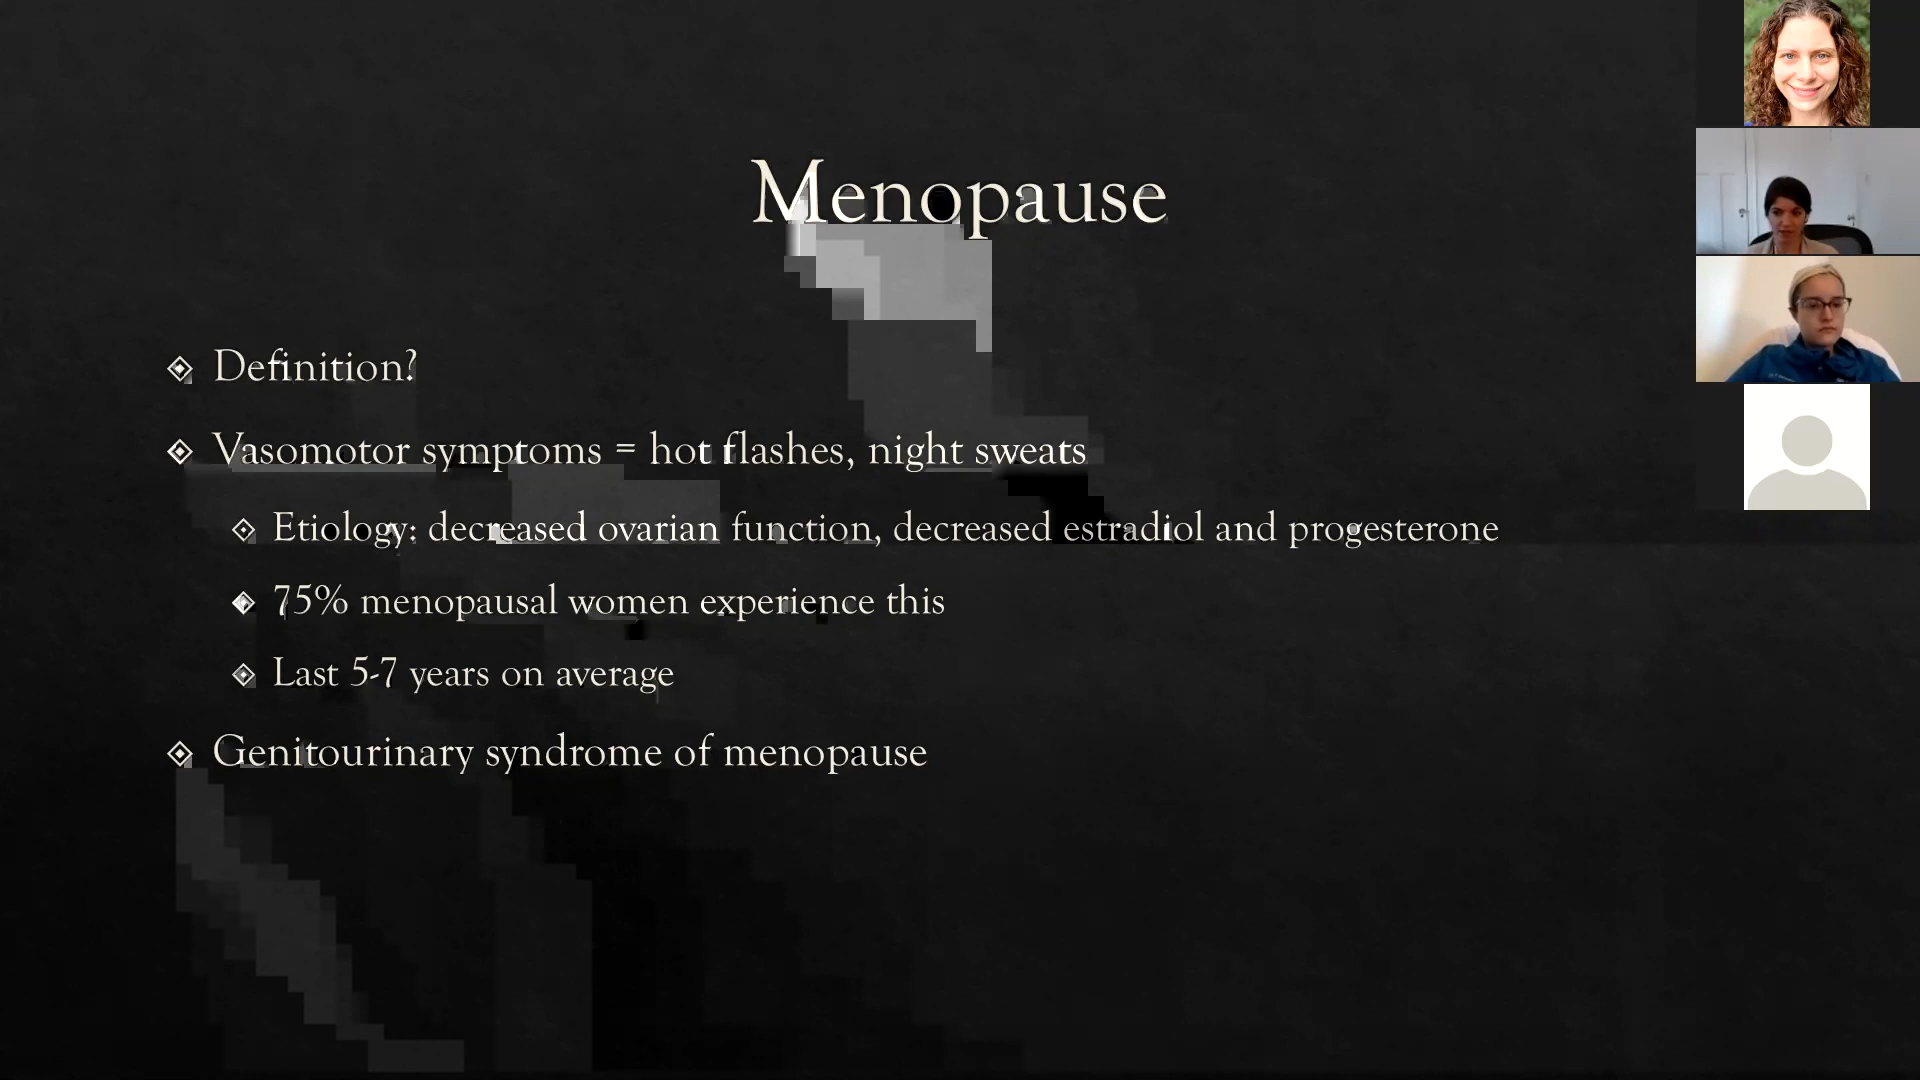 Menopause
Definition?
Vasomotor symptoms = hot flashes, night sweats
Etiology: decreased ovarian function, decreased estradiol and progesterone
75% menopausal women experience this
Last 5-7 years on average
Genitourinary syndrome of menopause